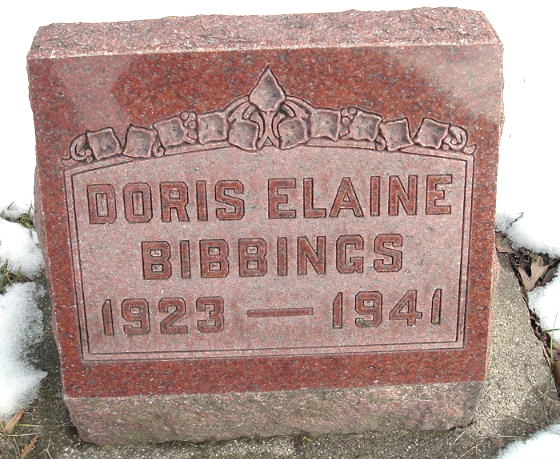 DORIS ELAINE
BIBBINGS
1923 — 1941